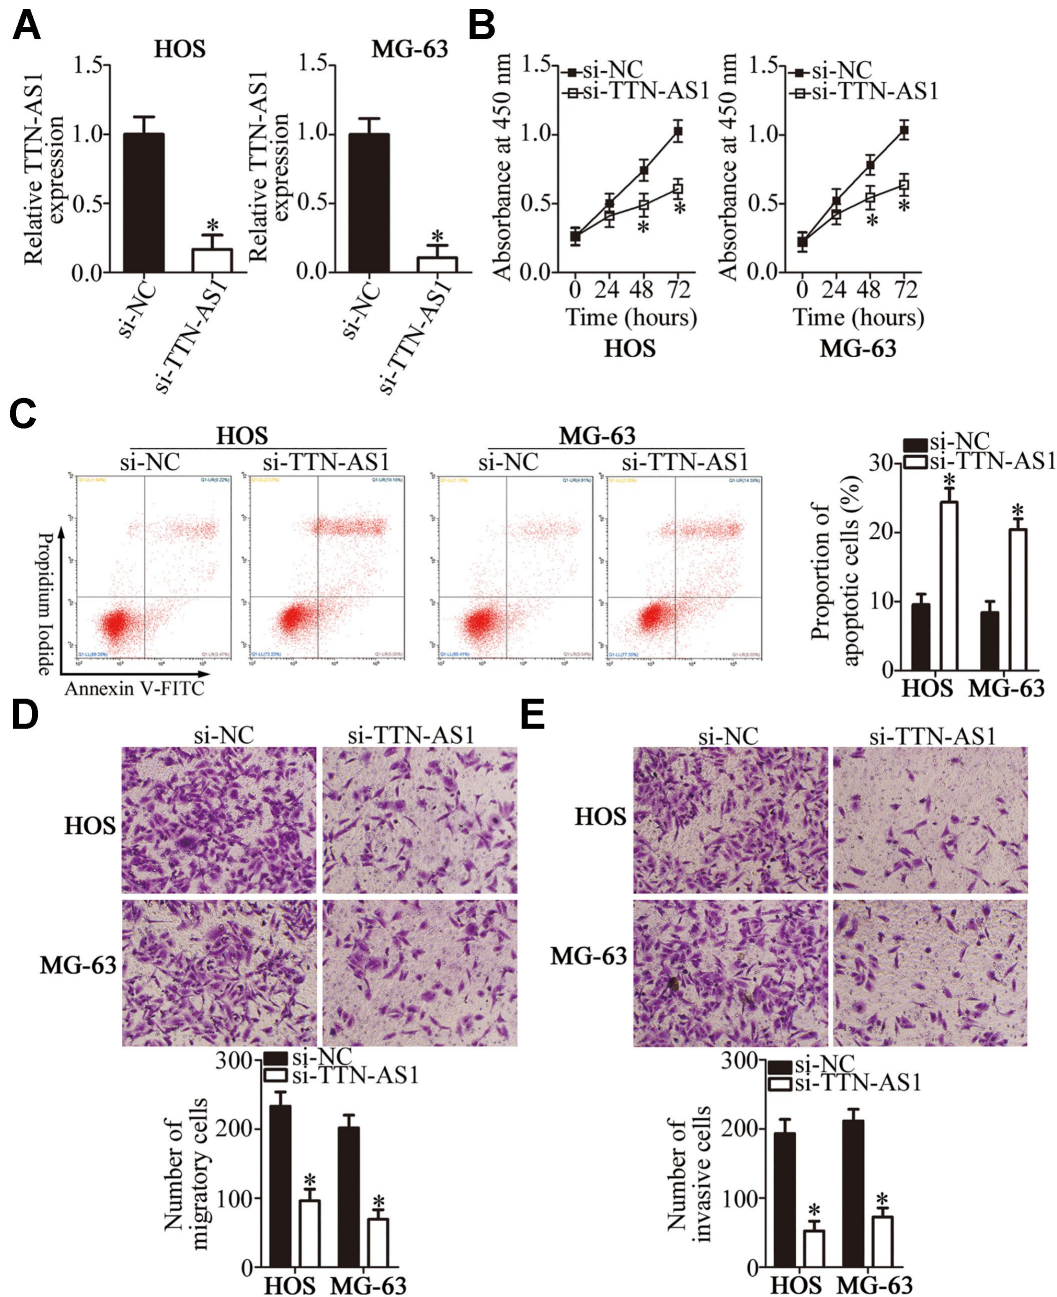 A
HOS
MG-63
Relative TTN-AS1
expression
1.5
1.0
0.5
0.0
*
si-NC
si-TTN-AS1
Relative TTN-AS1
expression
1.5
1.0
0.5
0.0
*
si-NC
si-TTN-AS1
B
Absorbance at 450 nm
1.5
1.0
0.5
0.0
si-NC
si-TTN-AS1
*
*
0 24 48 72
Time (hours)
HOS
Absorbance at 450 nm
1.5
1.0
0.5
0.0
si-NC
si-TTN-AS1
*
*
0 24 48 72
Time (hours)
MG-63
C
HOS
MG-63
si-NC
si-TTN-AS1
si-NC
si-TTN-AS1
Propidium Iodide
Annexin V-FITC
si-NC
si-TTN-AS1
Proportion of
apoptotic cells (%)
30
20
10
0
*
*
HOS MG-63
D
si-NC
si-TTN-AS1
HOS
MG-63
Number of
migratory cells
300
200
100
0
si-NC
si-TTN-AS1
*
*
HOS MG-63
E
si-NC
si-TTN-AS1
HOS
MG-63
Number of
invasive cells
300
200
100
0
si-NC
si-TTN-AS1
*
*
HOS MG-63